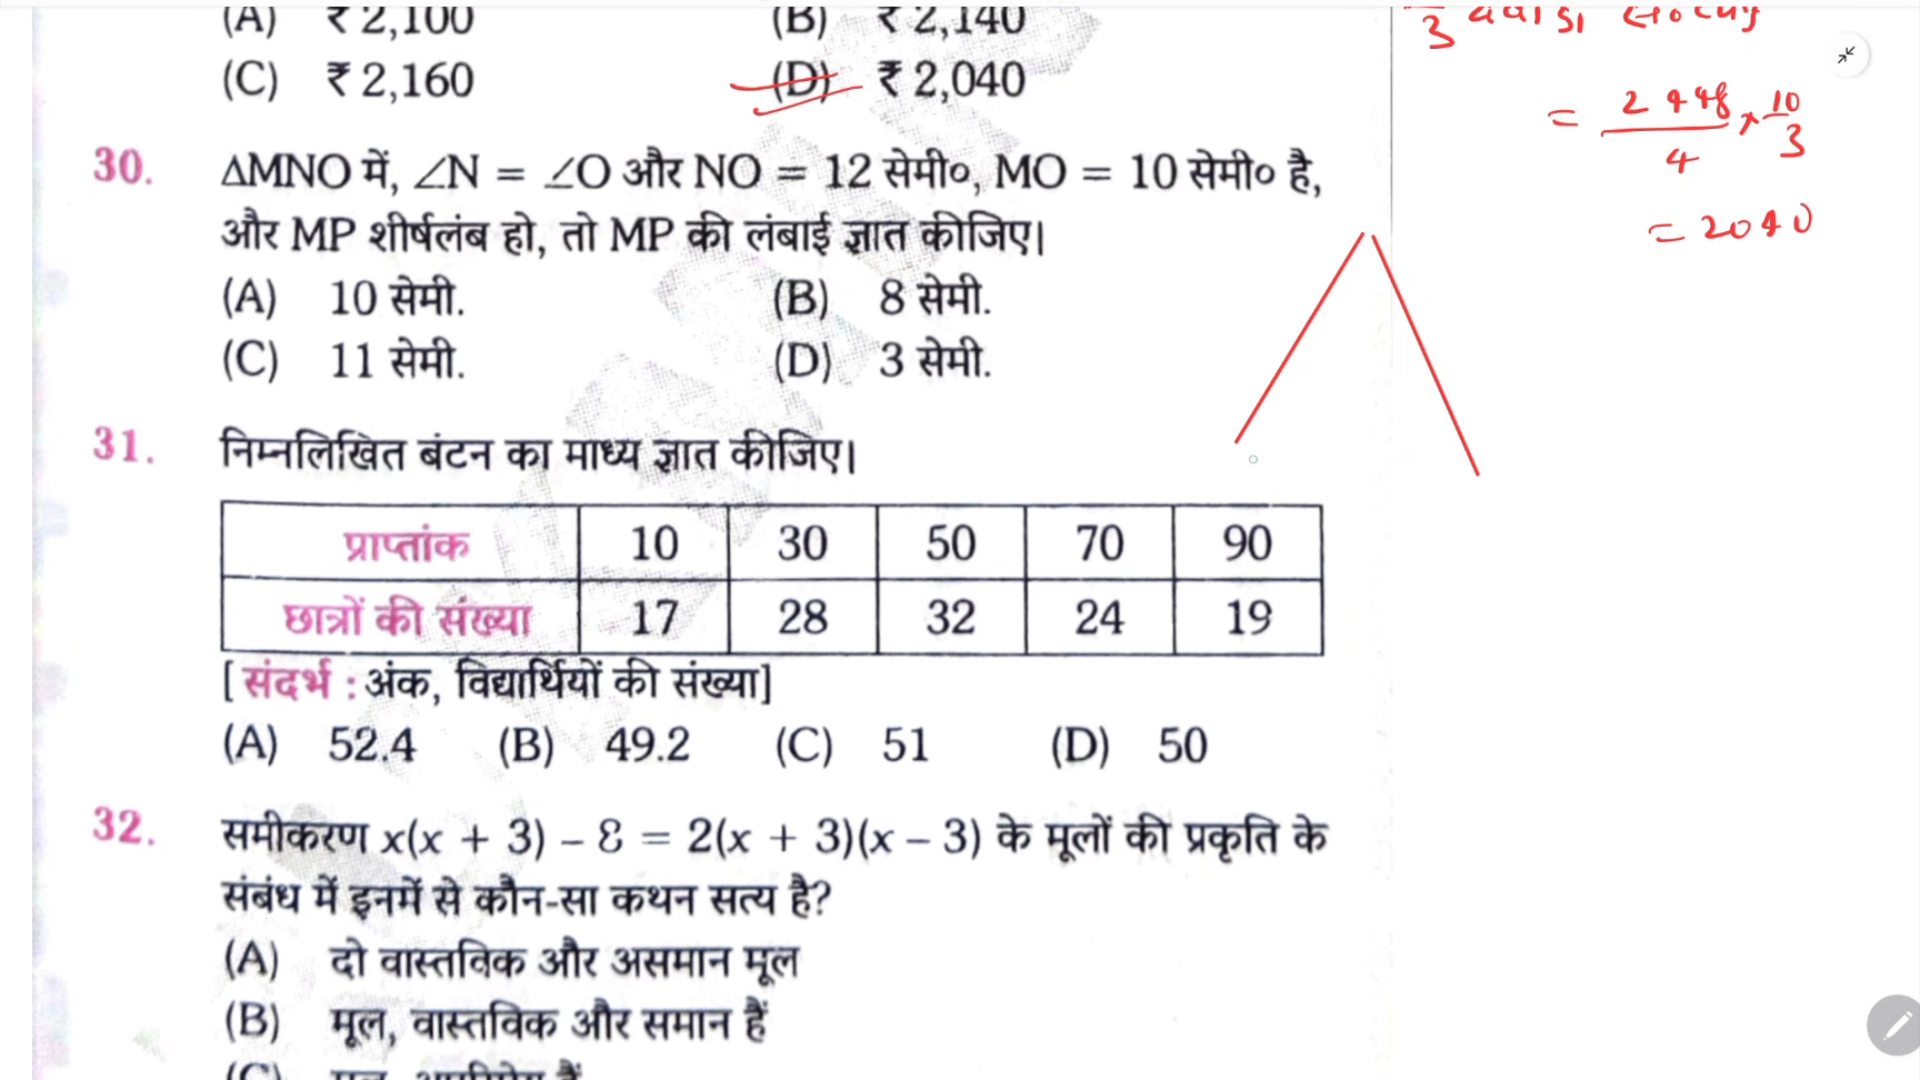 (A) ₹ 2,100 (B) ₹ 2,140
(C) ₹ 2,160 (D) ₹ 2,040
30. ΔMNO में, ∠N = ∠O और NO = 12 सेमी०, MO = 10 सेमी० है,
और MP शीर्षलंब हो, तो MP की लंबाई ज्ञात कीजिए।
(A) 10 सेमी. (B) 8 सेमी.
(C) 11 सेमी. (D) 3 सेमी.
31. निम्नलिखित बंटन का माध्य ज्ञात कीजिए।
प्राप्तांक 10 30 50 70 90
छात्रों की संख्या 17 28 32 24 19
[ संदर्भ : अंक, विद्यार्थियों की संख्या]
(A) 52.4 (B) 49.2 (C) 51 (D) 50
32. समीकरण x(x + 3) – 8 = 2(x + 3)(x – 3) के मूलों की प्रकृति के
संबंध में इनमें से कौन-सा कथन सत्य है?
(A) दो वास्तविक और असमान मूल
(B) मूल, वास्तविक और समान हैं
(C) मूल,
3
= 2448/4 × 10/3
= 2040